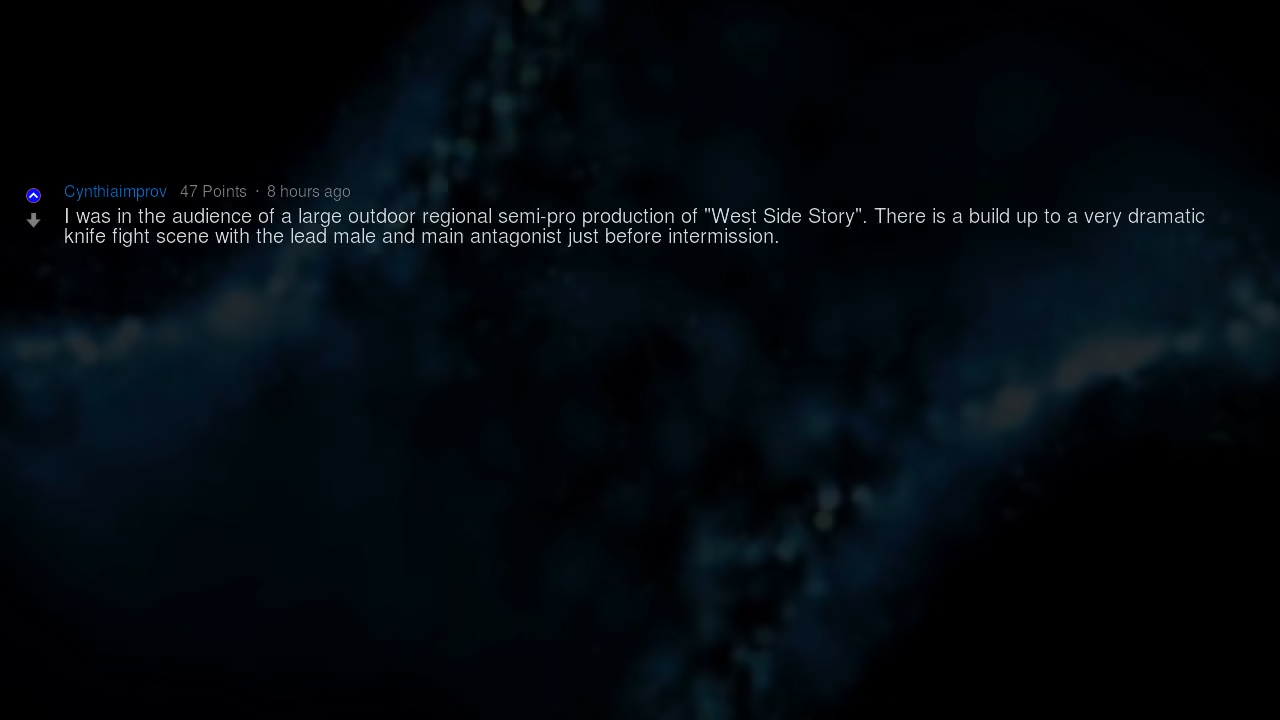 Cynthiaimprov 47 Points · 8 hours ago
I was in the audience of a large outdoor regional semi-pro production of "West Side Story". There is a build up to a very dramatic
knife fight scene with the lead male and main antagonist just before intermission.